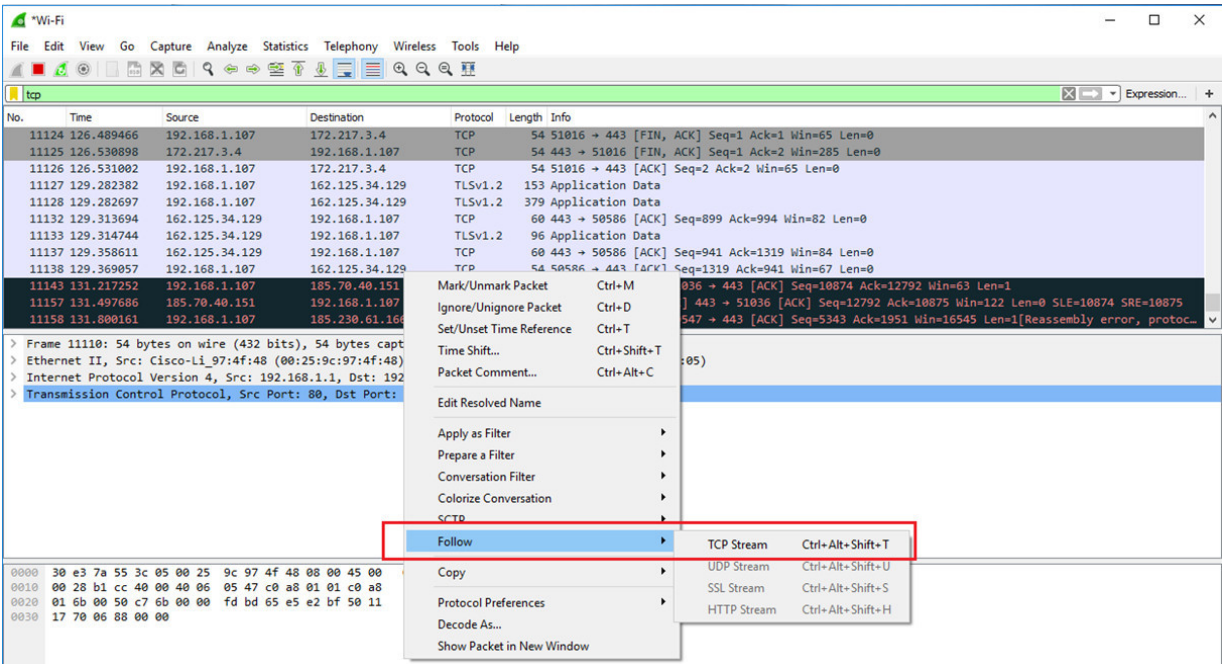 *Wi-Fi
File Edit View Go Capture Analyze Statistics Telephony Wireless Tools Help
tcp Expression... +
No. Time Source Destination Protocol Length Info
11124 126.489466 192.168.1.107 172.217.3.4 TCP 54 51016 → 443 [FIN, ACK] Seq=1 Ack=1 Win=65 Len=0
11125 126.530898 172.217.3.4 192.168.1.107 TCP 54 443 → 51016 [FIN, ACK] Seq=1 Ack=2 Win=285 Len=0
11126 126.531002 192.168.1.107 172.217.3.4 TCP 54 51016 → 443 [ACK] Seq=2 Ack=2 Win=65 Len=0
11127 129.282382 192.168.1.107 162.125.34.129 TLSv1.2 153 Application Data
11128 129.282697 192.168.1.107 162.125.34.129 TLSv1.2 379 Application Data
11132 129.313694 162.125.34.129 192.168.1.107 TCP 60 443 → 50586 [ACK] Seq=899 Ack=994 Win=82 Len=0
11133 129.314744 162.125.34.129 192.168.1.107 TLSv1.2 96 Application Data
11137 129.358611 162.125.34.129 192.168.1.107 TCP 60 443 → 50586 [ACK] Seq=941 Ack=1319 Win=84 Len=0
11138 129.369057 192.168.1.107 162.125.34.129 TCP 54 50586 → 443 [ACK] Seq=1319 Ack=941 Win=67 Len=0
11143 131.217252 192.168.1.107 185.70.40.151 036 → 443 [ACK] Seq=10874 Ack=12792 Win=63 Len=1
11157 131.497686 185.70.40.151 192.168.1.107 ] 443 → 51036 [ACK] Seq=12792 Ack=10875 Win=122 Len=0 SLE=10874 SRE=10875
11158 131.800161 192.168.1.107 185.230.61.166 547 → 443 [ACK] Seq=5343 Ack=1951 Win=16545 Len=1[Reassembly error, protoc...
Frame 11110: 54 bytes on wire (432 bits), 54 bytes capt
Ethernet II, Src: Cisco-Li_97:4f:48 (00:25:9c:97:4f:48) :05)
Internet Protocol Version 4, Src: 192.168.1.1, Dst: 192
Transmission Control Protocol, Src Port: 80, Dst Port:
Mark/Unmark Packet Ctrl+M
Ignore/Unignore Packet Ctrl+D
Set/Unset Time Reference Ctrl+T
Time Shift... Ctrl+Shift+T
Packet Comment... Ctrl+Alt+C
Edit Resolved Name
Apply as Filter
Prepare a Filter
Conversation Filter
Colorize Conversation
SCTP
Follow
Copy
Protocol Preferences
Decode As...
Show Packet in New Window
TCP Stream Ctrl+Alt+Shift+T
UDP Stream Ctrl+Alt+Shift+U
SSL Stream Ctrl+Alt+Shift+S
HTTP Stream Ctrl+Alt+Shift+H
0000 30 e3 7a 55 3c 05 00 25 9c 97 4f 48 08 00 45 00
0010 00 28 b1 cc 40 00 40 06 05 47 c0 a8 01 01 c0 a8
0020 01 6b 00 50 c7 6b 00 00 fd bd 65 e5 e2 bf 50 11
0030 17 70 06 88 00 00